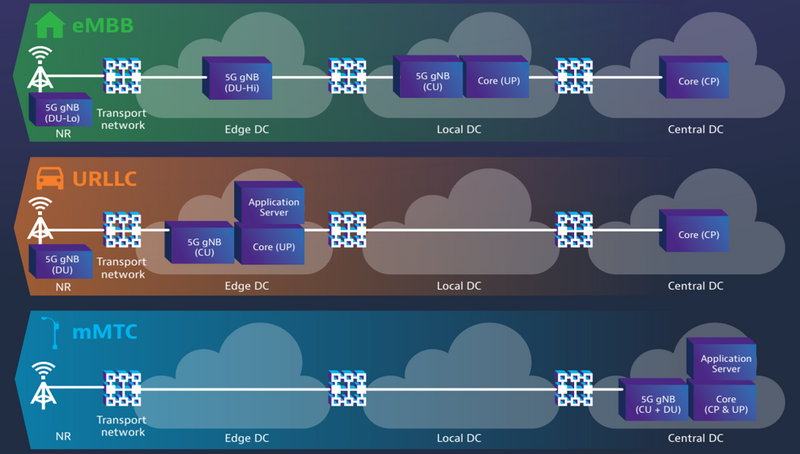 eMBB
5G gNB
(DU-Hi)
5G gNB
(CU)
Core (UP)
Core (CP)
5G gNB
(DU-Lo)
NR
Transport
network
Edge DC
Local DC
Central DC
URLLC
Application
Server
5G gNB
(CU)
Core (UP)
Core (CP)
5G gNB
(DU)
NR
Transport
network
Edge DC
Local DC
Central DC
mMTC
Application
Server
5G gNB
(CU + DU)
Core
(CP & UP)
NR
Transport
network
Edge DC
Local DC
Central DC